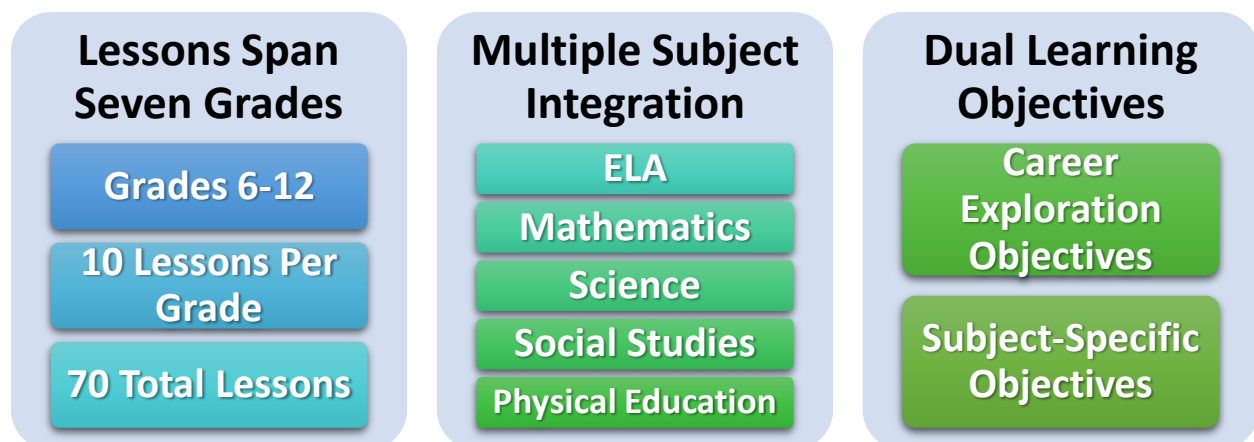 Lessons Span
Seven Grades
Grades 6-12
10 Lessons Per
Grade
70 Total Lessons
Multiple Subject
Integration
ELA
Mathematics
Science
Social Studies
Physical Education
Dual Learning
Objectives
Career
Exploration
Objectives
Subject-Specific
Objectives